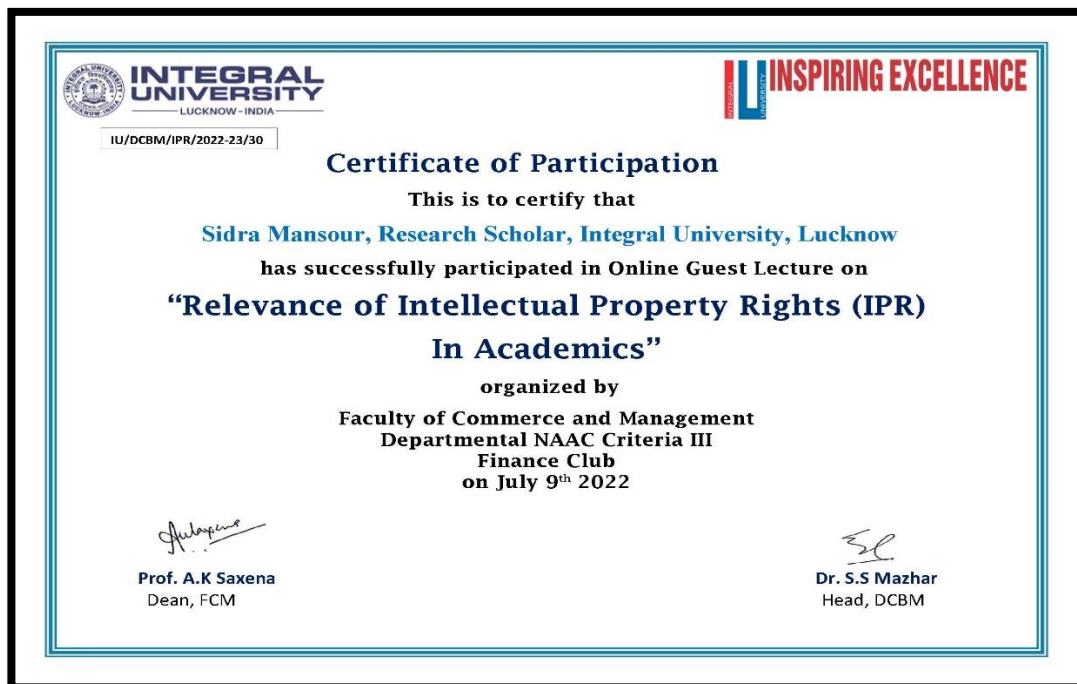 INTEGRAL
UNIVERSITY
LUCKNOW-INDIA
INTEGRAL
UNIVERSITY
INSPIRING EXCELLENCE
IU/DCBM/IPR/2022-23/30
Certificate of Participation
This is to certify that
Sidra Mansour, Research Scholar, Integral University, Lucknow
has successfully participated in Online Guest Lecture on
“Relevance of Intellectual Property Rights (IPR)
In Academics”
organized by
Faculty of Commerce and Management
Departmental NAAC Criteria III
Finance Club
on July 9th 2022
Prof. A.K Saxena
Dean, FCM
Dr. S.S Mazhar
Head, DCBM